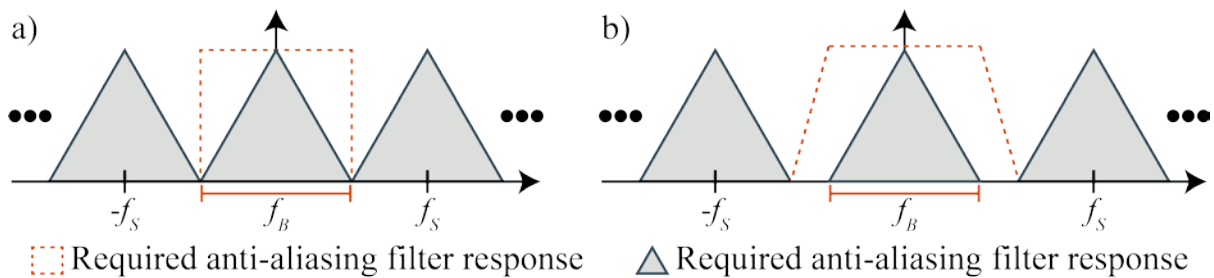 a)
b)
-fS
fB
fS
-fS
fB
fS
Required anti-aliasing filter response
Required anti-aliasing filter response